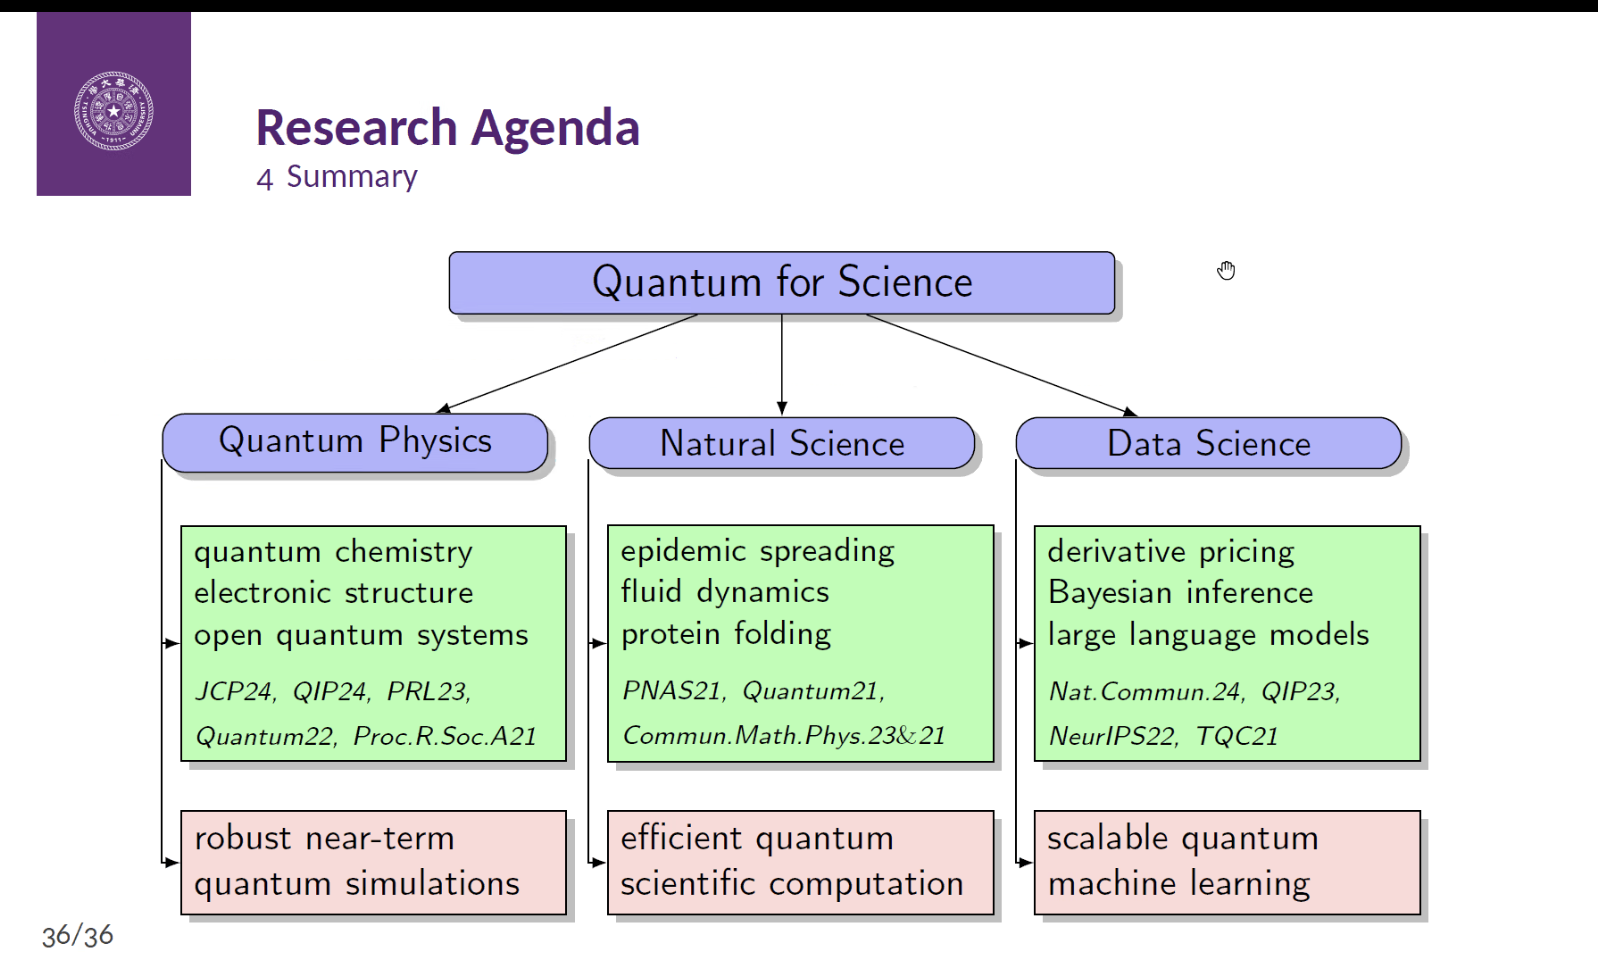 Research Agenda
4 Summary
Quantum for Science
Quantum Physics
quantum chemistry
electronic structure
open quantum systems
JCP24, QIP24, PRL23,
Quantum22, Proc.R.Soc.A21
robust near-term
quantum simulations
Natural Science
epidemic spreading
fluid dynamics
protein folding
PNAS21, Quantum21,
Commun.Math.Phys.23&21
efficient quantum
scientific computation
Data Science
derivative pricing
Bayesian inference
large language models
Nat.Commun.24, QIP23,
NeurIPS22, TQC21
scalable quantum
machine learning
36/36